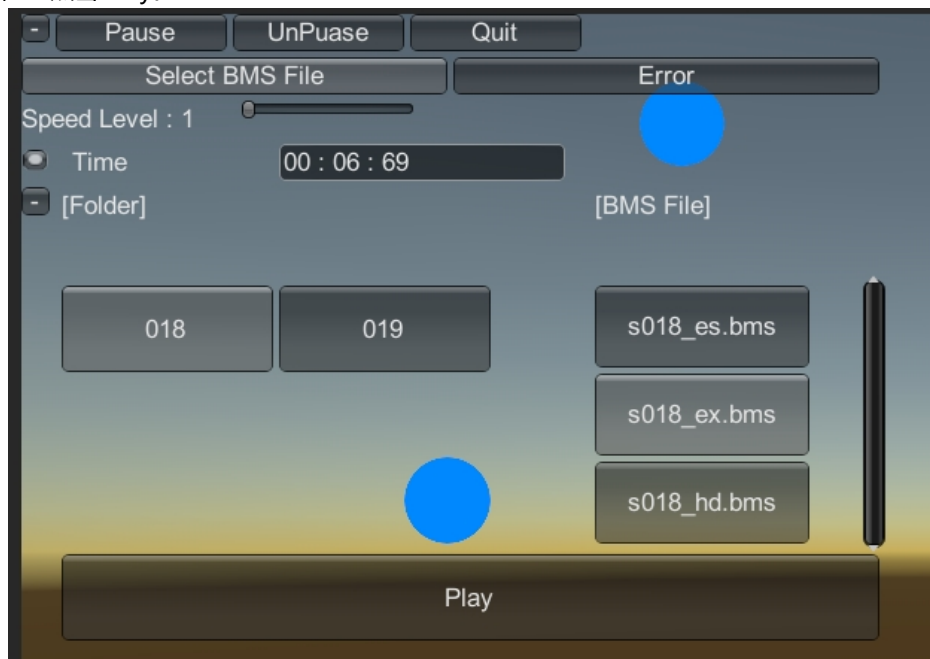 - Pause UnPuase Quit
Select BMS File Error
Speed Level : 1
Time 00 : 06 : 69
- [Folder] [BMS File]
018 019 s018_es.bms
s018_ex.bms
s018_hd.bms
Play